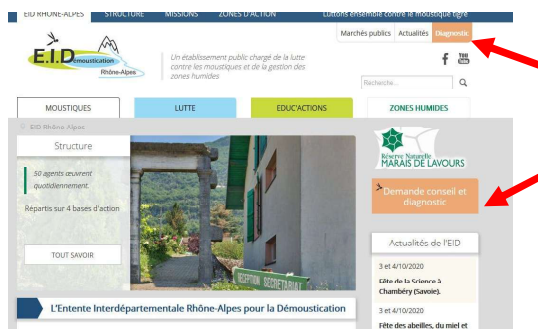 EID RHÔNE-ALPES STRUCTURE MISSIONS ZONES D'ACTION Luttons ensemble contre le moustique tigre
Marchés publics Actualités Diagnostic
E.I.D
Démoustication
Rhône-Alpes
Un établissement public chargé de la lutte
contre les moustiques et de la gestion des
zones humides
f You Tube
Recherche...
MOUSTIQUES LUTTE EDUC'ACTIONS ZONES HUMIDES
EID Rhône-Alpes
Structure
50 agents œuvrent
quotidiennement.
Répartis sur 4 bases d'action
TOUT SAVOIR
RECEPTION SECRETARIAT
Réserve Naturelle
MARAIS DE LAVOURS
Demande conseil et
diagnostic
Actualités de l'EID
3 et 4/10/2020
Fête de la Science à
Chambéry (Savoie).
3 et 4/10/2020
Fête des abeilles, du miel et
L'Entente Interdépartementale Rhône-Alpes pour la Démoustication